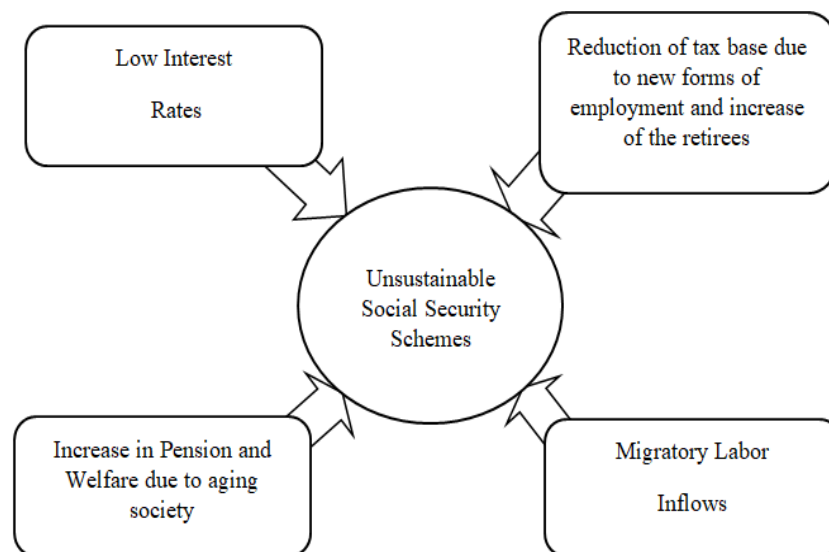 Low Interest
Rates
Reduction of tax base due
to new forms of
employment and increase
of the retirees
Unsustainable
Social Security
Schemes
Increase in Pension and
Welfare due to aging
society
Migratory Labor
Inflows